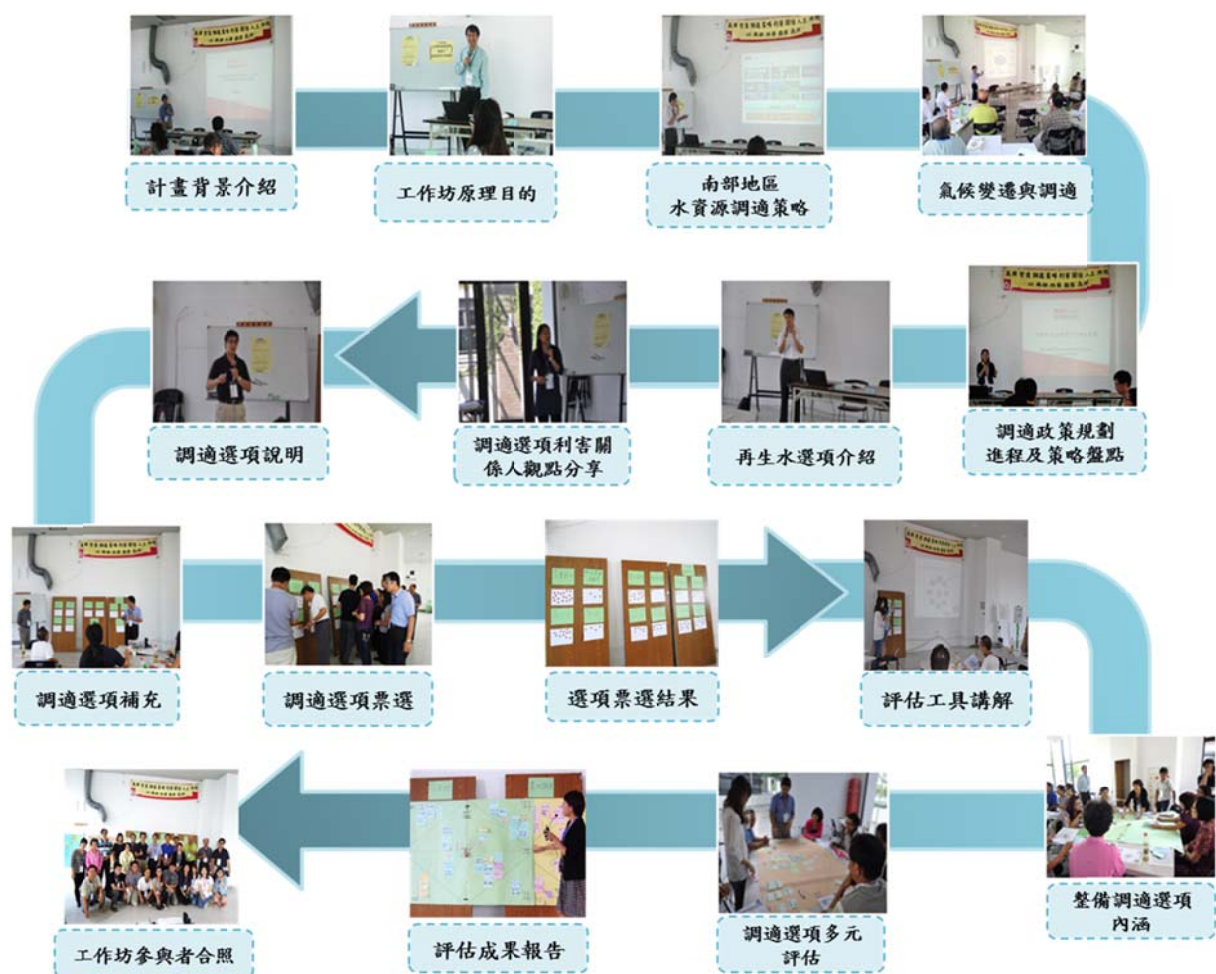 計畫背景介紹
工作坊原理目的
南部地區
水資源調適策略
氣候變遷與調適
調適政策規劃
進程及策略盤點
再生水選項介紹
調適選項利害關
係人觀點分享
調適選項說明
調適選項補充
調適選項票選
選項票選結果
評估工具講解
整備調適選項
內涵
調適選項多元
評估
評估成果報告
工作坊參與者合照